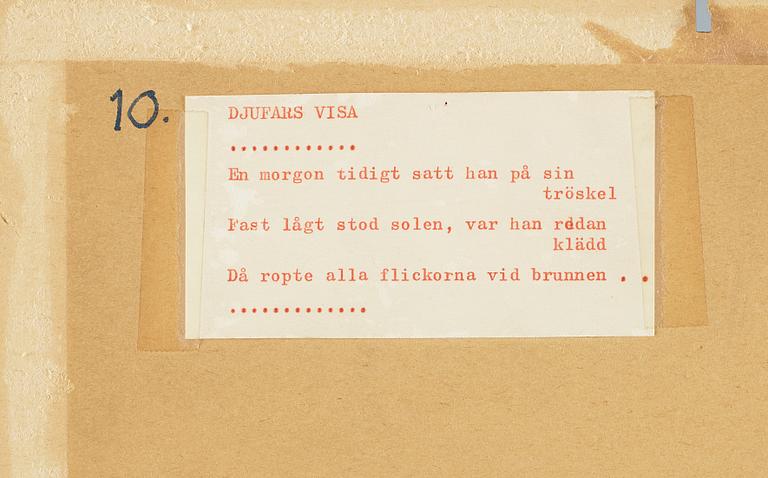 10.
DJUFARS VISA
............
En morgon tidigt satt han på sin
tröskel
Fast lågt stod solen, var han redan
klädd
Då ropte alla flickorna vid brunnen . .
.............